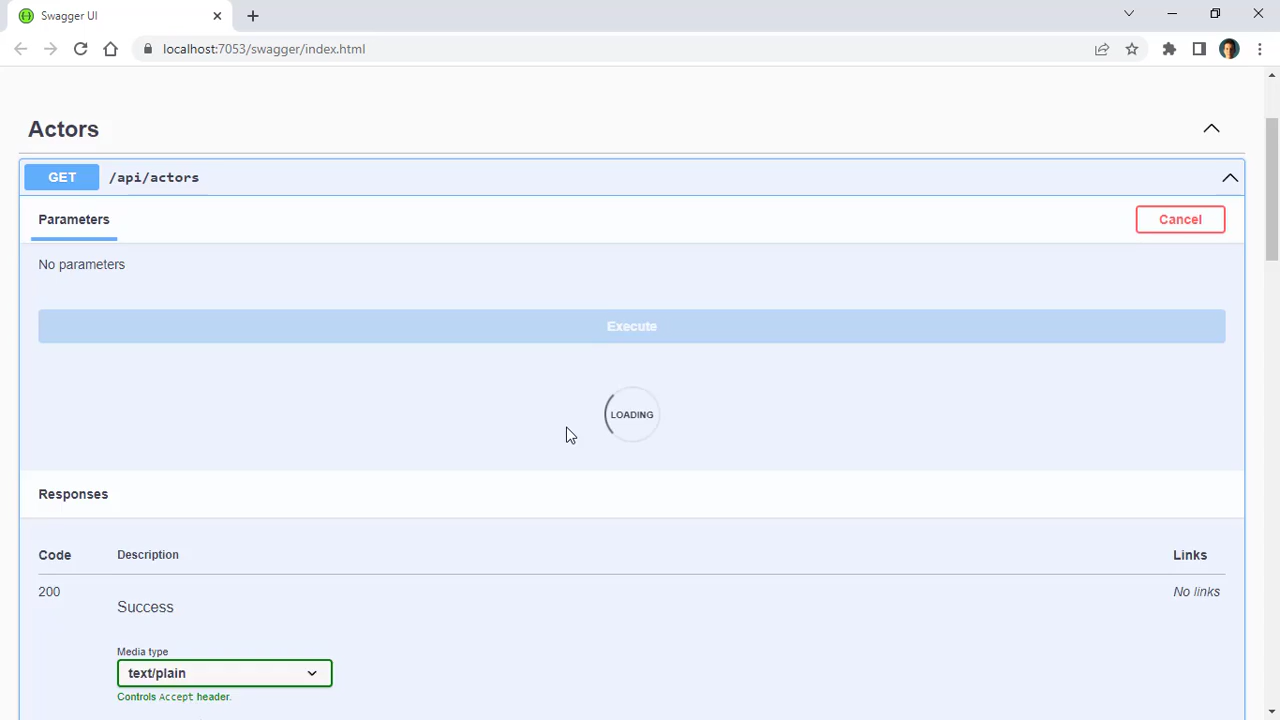 Swagger UI
localhost:7053/swagger/index.html
Actors
GET /api/actors
Parameters
Cancel
No parameters
Execute
LOADING
Responses
Code Description Links
200 No links
Success
Media type
text/plain
Controls Accept header.